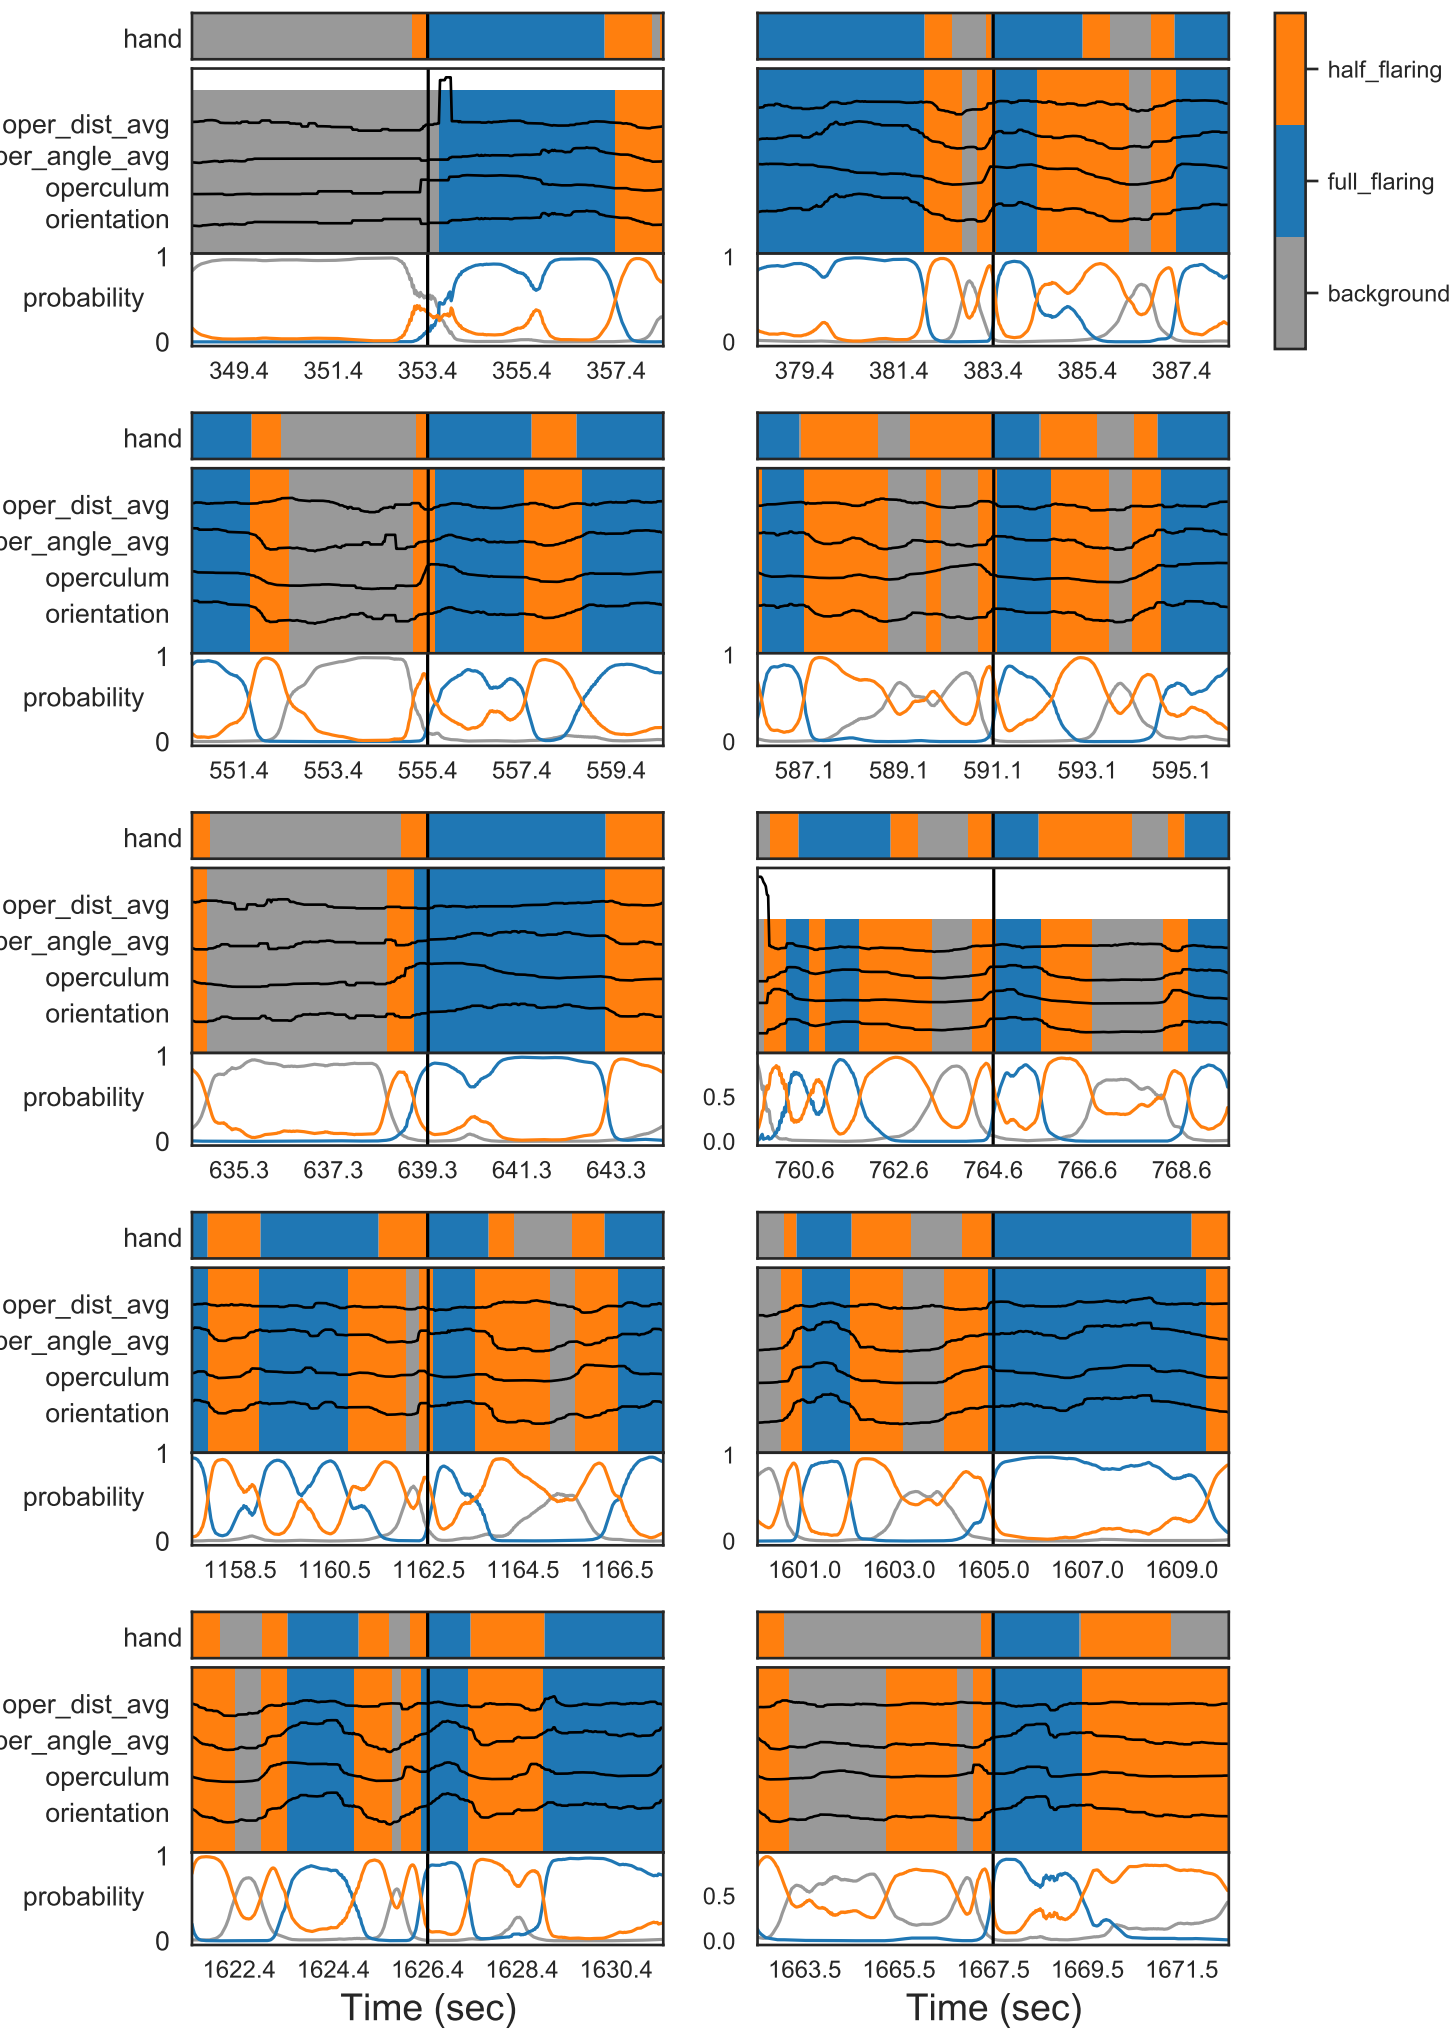 hand
half_flaring
full_flaring
background
oper_dist_avg
per_angle_avg
operculum
orientation
1
probability
0
349.4 351.4 353.4 355.4 357.4
1
0
379.4 381.4 383.4 385.4 387.4
hand
oper_dist_avg
per_angle_avg
operculum
orientation
1
probability
0
551.4 553.4 555.4 557.4 559.4
1
0
587.1 589.1 591.1 593.1 595.1
hand
oper_dist_avg
per_angle_avg
operculum
orientation
1
probability
0
635.3 637.3 639.3 641.3 643.3
0.5
0.0
760.6 762.6 764.6 766.6 768.6
hand
oper_dist_avg
per_angle_avg
operculum
orientation
1
probability
0
1158.5 1160.5 1162.5 1164.5 1166.5
1
0
1601.0 1603.0 1605.0 1607.0 1609.0
hand
oper_dist_avg
per_angle_avg
operculum
orientation
1
probability
0
1622.4 1624.4 1626.4 1628.4 1630.4
Time (sec)
0.5
0.0
1663.5 1665.5 1667.5 1669.5 1671.5
Time (sec)